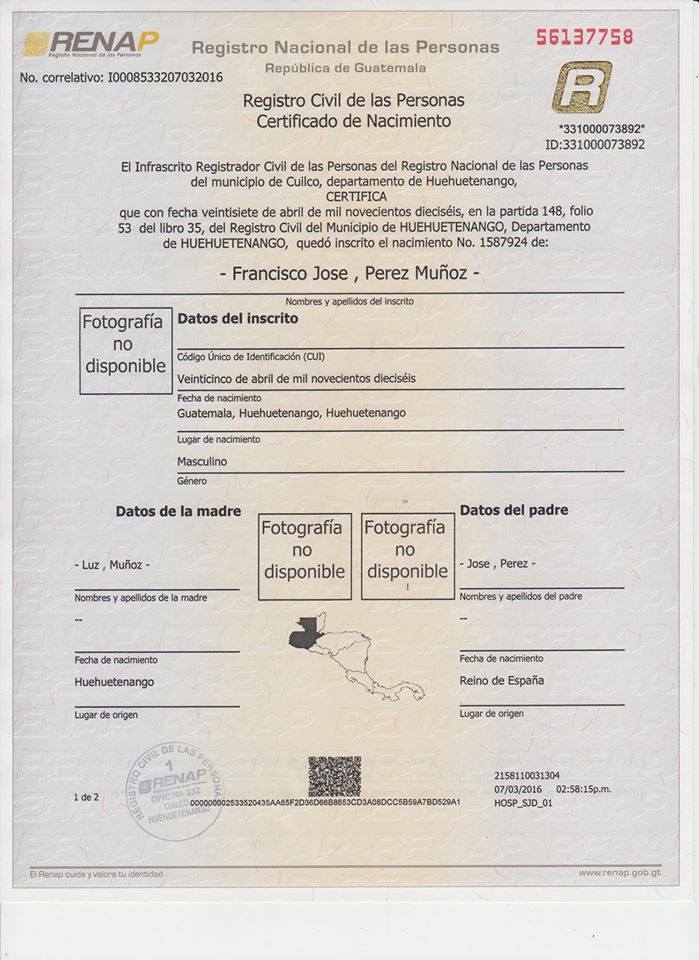 RENAP
Registro Nacional de las Personas
No. correlativo: I0008533207032016
Registro Nacional de las Personas
República de Guatemala
56137758
R
Registro Civil de las Personas
Certificado de Nacimiento
*331000073892*
ID:331000073892
El Infrascrito Registrador Civil de las Personas del Registro Nacional de las Personas
del municipio de Cuilco, departamento de Huehuetenango,
CERTIFICA
que con fecha veintisiete de abril de mil novecientos dieciséis, en la partida 148, folio
53 del libro 35, del Registro Civil del Municipio de HUEHUETENANGO, Departamento
de HUEHUETENANGO, quedó inscrito el nacimiento No. 1587924 de:
- Francisco Jose , Perez Muñoz -
Nombres y apellidos del inscrito
Fotografía
no
disponible
Datos del inscrito
Código Único de Identificación (CUI)
Veinticinco de abril de mil novecientos dieciséis
Fecha de nacimiento
Guatemala, Huehuetenango, Huehuetenango
Lugar de nacimiento
Masculino
Género
Datos de la madre
- Luz , Muñoz -
Nombres y apellidos de la madre
--
Fecha de nacimiento
Huehuetenango
Lugar de origen
Fotografía
no
disponible
Fotografía
no
disponible
Datos del padre
- Jose , Perez -
Nombres y apellidos del padre
--
Fecha de nacimiento
Reino de España
Lugar de origen
1 de 2
REGISTRO CIVIL DE LAS PERSONAS
1
RENAP
OFICINA 332
CUILCO
HUEHUETENANGO
000000002533520435AA65F2D36D66B8653CD3A08DCC5B59A7BD529A1
2158110031304
07/03/2016 02:58:15p.m.
HOSP_SJD_01
El Renap cuida y valora tu identidad
www.renap.gob.gt